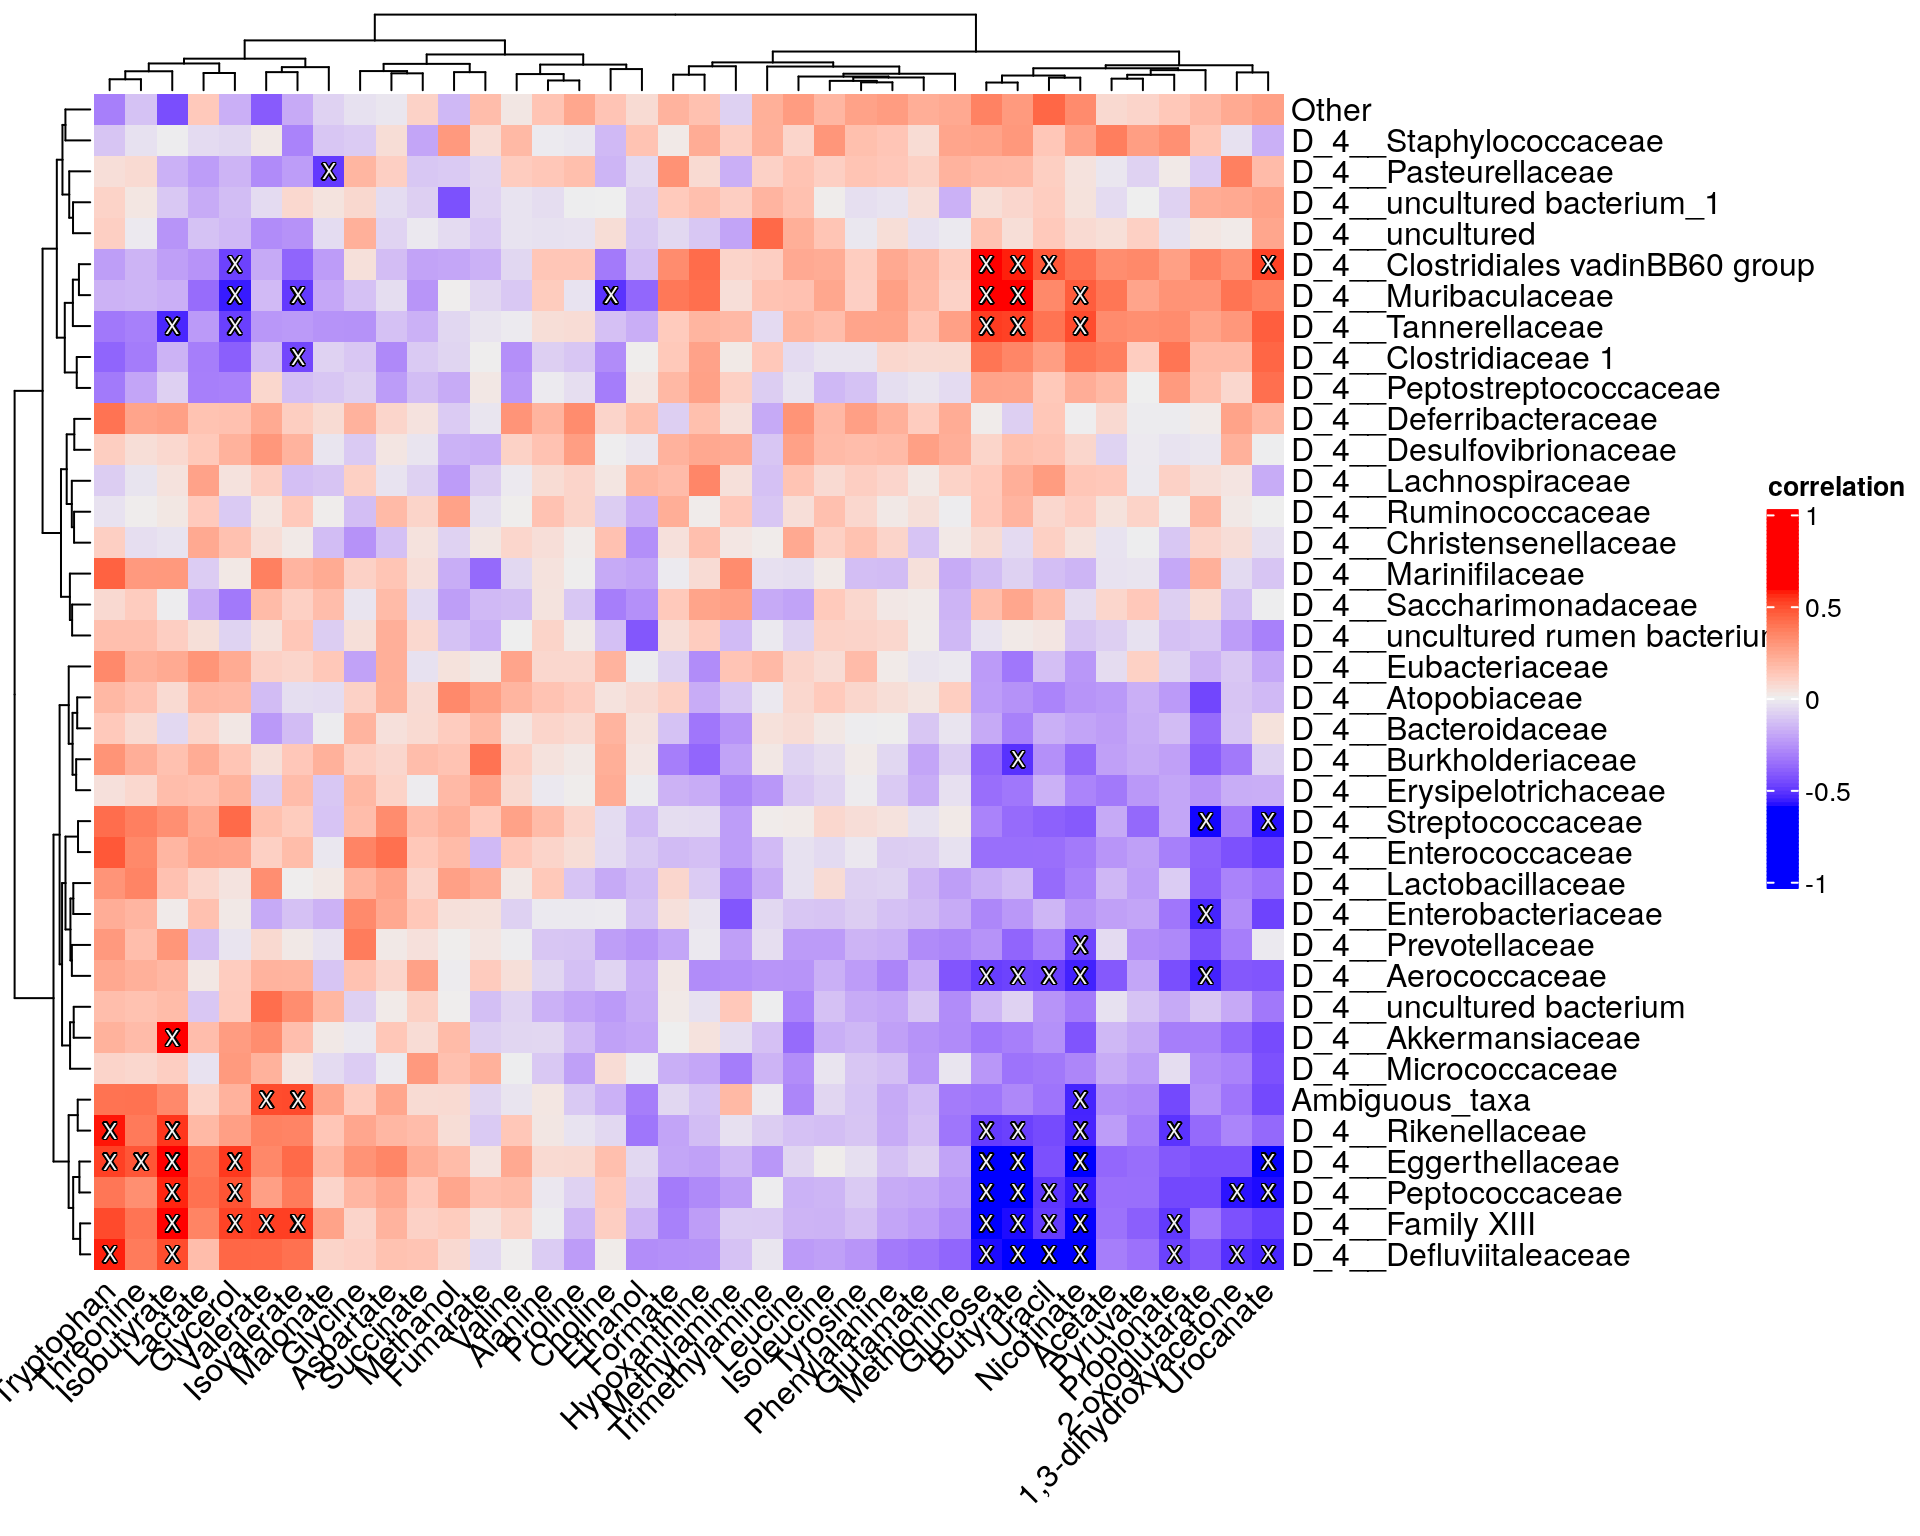 Other
D_4__Staphylococcaceae
X D_4__Pasteurellaceae
D_4__uncultured bacterium_1
D_4__uncultured
X X X X X D_4__Clostridiales vadinBB60 group
X X X X X X D_4__Muribaculaceae
X X X X X D_4__Tannerellaceae
X D_4__Clostridiaceae 1
D_4__Peptostreptococcaceae
D_4__Deferribacteraceae
D_4__Desulfovibrionaceae
D_4__Lachnospiraceae
D_4__Ruminococcaceae
D_4__Christensenellaceae
D_4__Marinifilaceae
D_4__Saccharimonadaceae
D_4__uncultured rumen bacteriur
D_4__Eubacteriaceae
D_4__Atopobiaceae
D_4__Bacteroidaceae
X D_4__Burkholderiaceae
D_4__Erysipelotrichaceae
X X D_4__Streptococcaceae
D_4__Enterococcaceae
D_4__Lactobacillaceae
X D_4__Enterobacteriaceae
X D_4__Prevotellaceae
X X X X X D_4__Aerococcaceae
D_4__uncultured bacterium
X D_4__Akkermansiaceae
D_4__Micrococcaceae
X X X Ambiguous_taxa
X X X X X X D_4__Rikenellaceae
X X X X X X X X D_4__Eggerthellaceae
X X X X X X X X D_4__Peptococcaceae
X X X X X X X X X D_4__Family XIII
X X X X X X X X X D_4__Defluviitaleaceae
correlation
1
0.5
0
-0.5
-1
Tryptophan
Threonine
Isobutyrate
Lactate
Glycerol
Valerate
Isovalerate
Malonate
Glycine
Aspartate
Succinate
Methanol
Fumarate
Valine
Alanine
Proline
Choline
Ethanol
Formate
Hypoxanthine
Methylamine
Trimethylamine
Leucine
Isoleucine
Tyrosine
Phenylalanine
Glutamate
Methionine
Glucose
Butyrate
Uracil
Nicotinate
Acetate
Pyruvate
Propionate
2-oxoglutarate
1,3-dihydroxyacetone
Urocanate